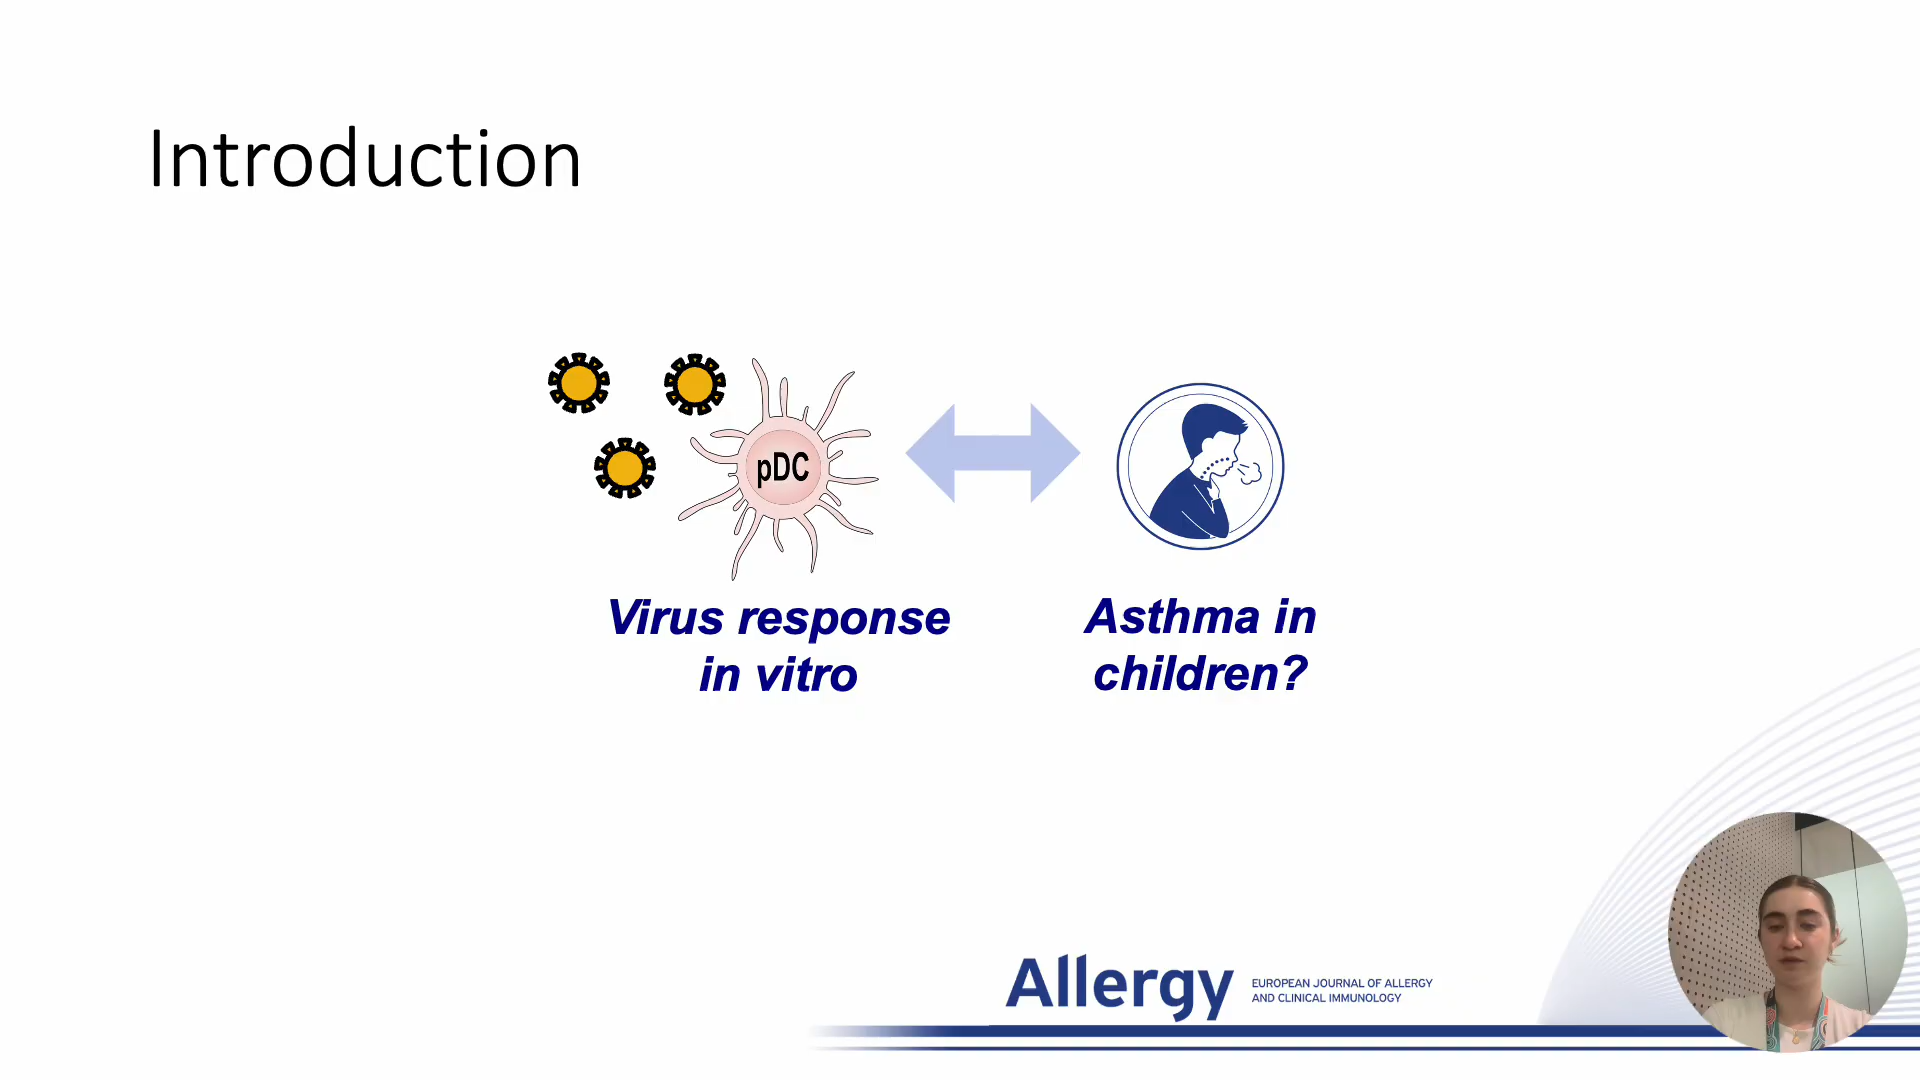 Introduction
pDC
Virus response
in vitro
Asthma in
children?
Allergy
EUROPEAN JOURNAL OF ALLERGY
AND CLINICAL IMMUNOLOGY